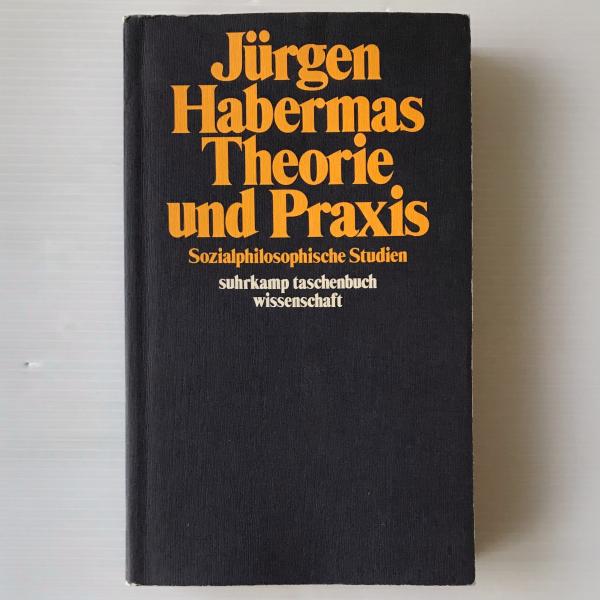 Jürgen
Habermas
Theorie
und Praxis
Sozialphilosophische Studien
suhrkamp taschenbuch
wissenschaft